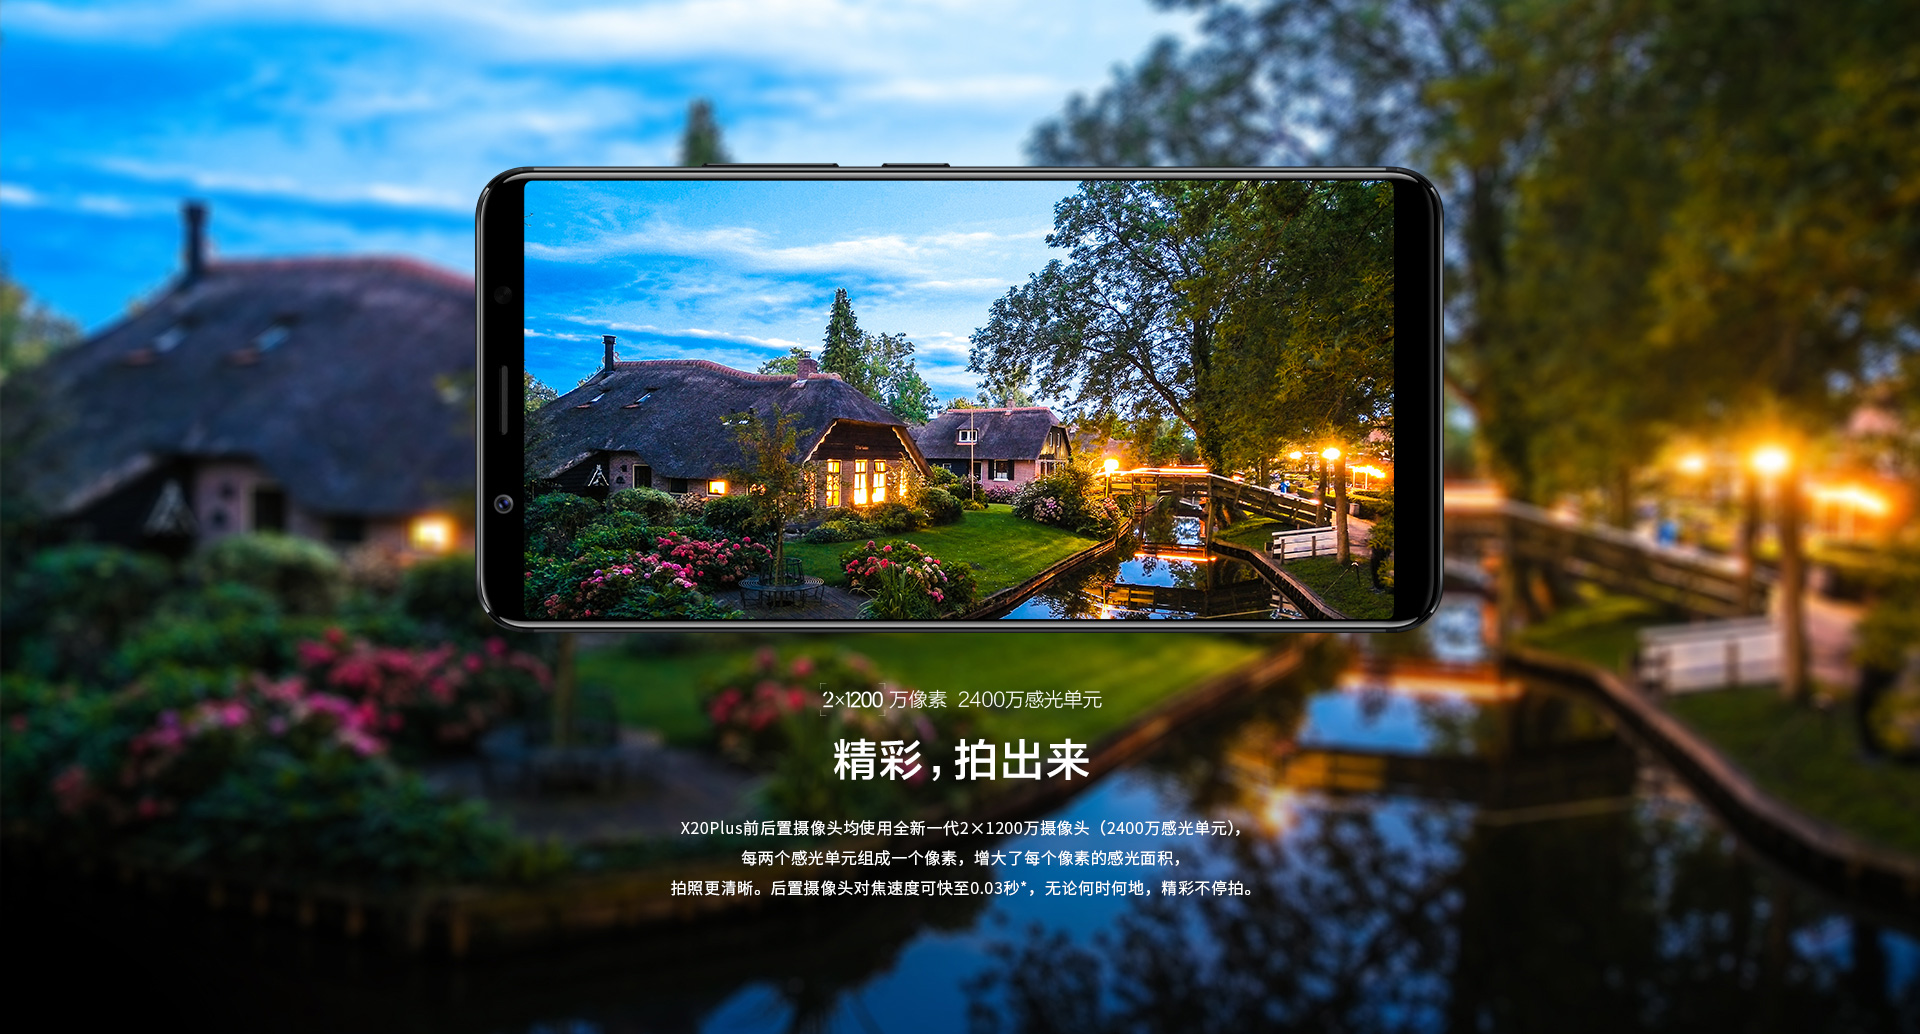 2×1200 万像素 2400万感光单元
精彩，拍出来
X20Plus前后置摄像头均使用全新一代2×1200万摄像头（2400万感光单元），
每两个感光单元组成一个像素，增大了每个像素的感光面积，
拍照更清晰。后置摄像头对焦速度可快至0.03秒*，无论何时何地，精彩不停拍。